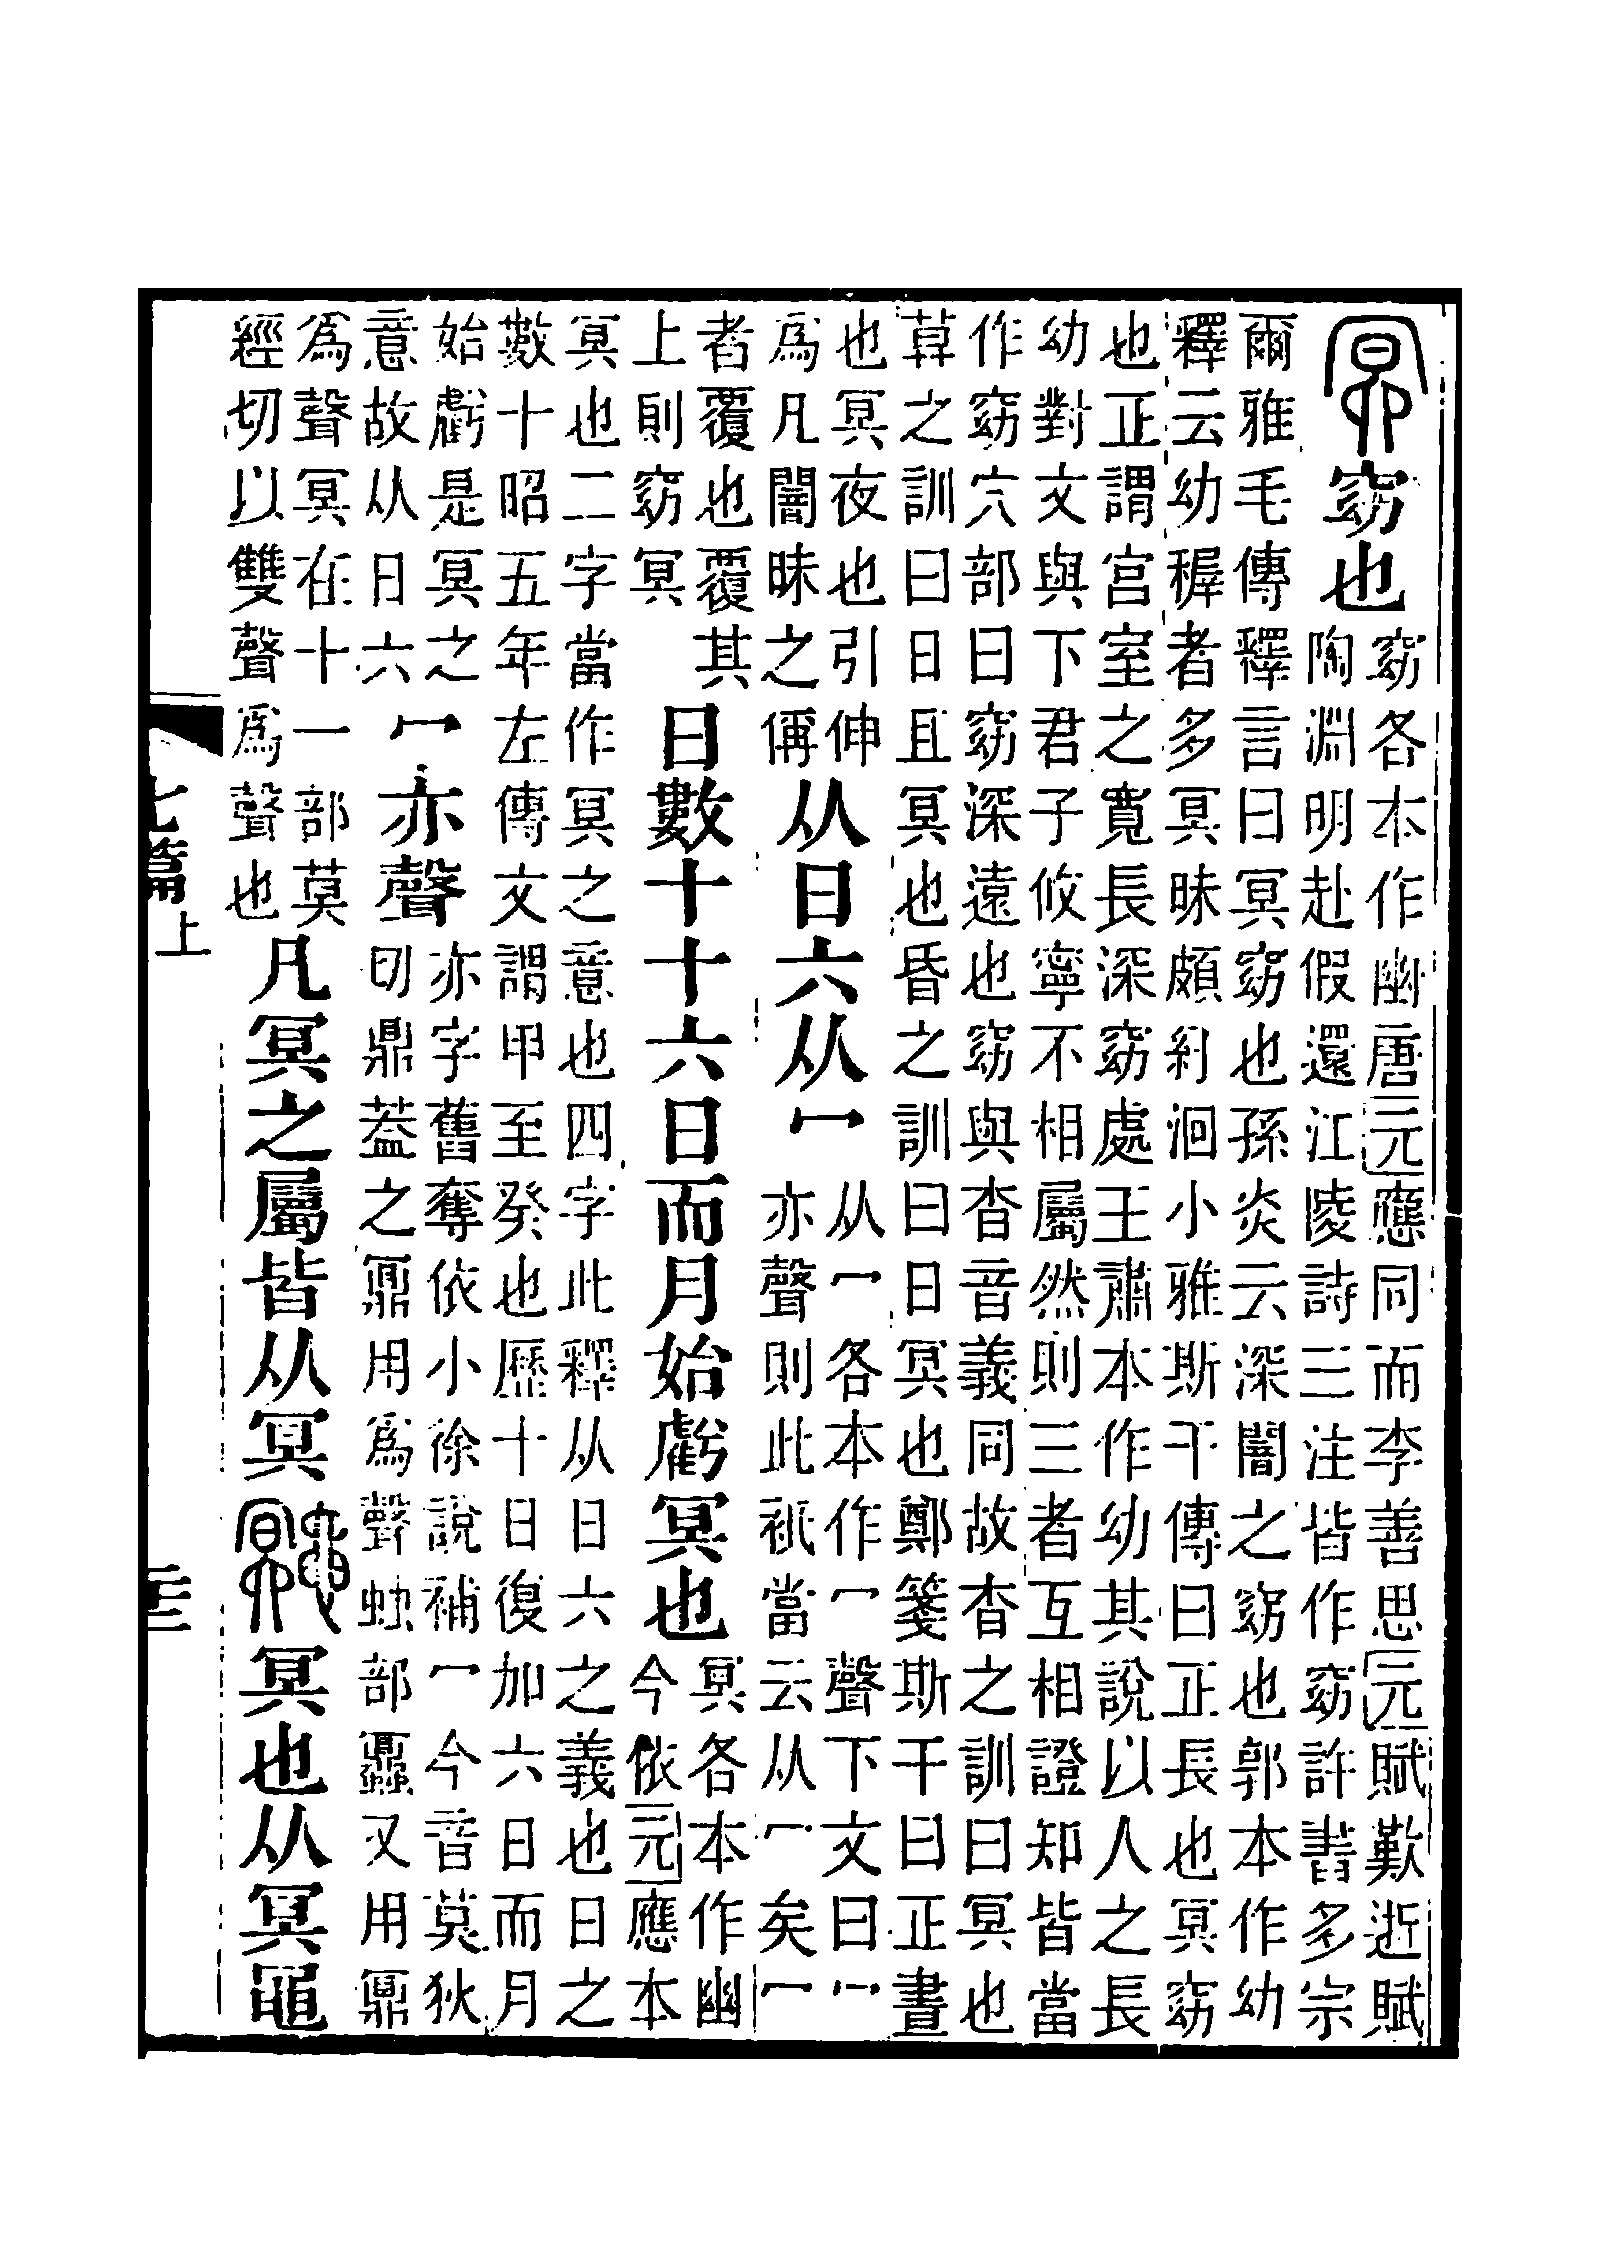 冥窈也
窈各本作幽唐元應同而李善思元賦歎逝賦
陶淵明赴假還江陵詩三注皆作窈許書多宗
爾雅毛傳釋言曰冥窈也孫炎云深闇之窈也郭本作幼
釋云幼穉者多冥昧頗糿洄小雅斯干傳曰正長也冥窈
也正謂宫室之寬長深窈處王肅本作幼其說以人之長
幼對文與下君子攸寧不相屬然則三者互相證知皆當
作窈穴部曰窈深遠也窈與杳音義同故杳之訓曰冥也
莫之訓曰日且冥也昏之訓曰日冥也鄭箋斯干曰正晝
也冥夜也引伸
爲凡闇昧之偁
从日六从冖
从冖各本作冖聲下文曰冖
亦聲則此祇當云从冖矣冖
者覆也覆其
上則窈冥
日數十十六日而月始虧冥也
冥各本作幽
今依元應本
冥也二字當作冥之意也四字此釋从日六之義也日之
數十昭五年左傳文謂甲至癸也歷十日復加六日而月
始虧是冥之
意故从日六
冖亦聲
亦字舊奪依小徐說補冖今音莫狄
切鼎蓋之鼏用爲聲䖵部蠠又用鼏
爲聲冥在十一部莫
經切以雙聲爲聲也
凡冥之屬皆从冥
冥也从冥黽
七篇上